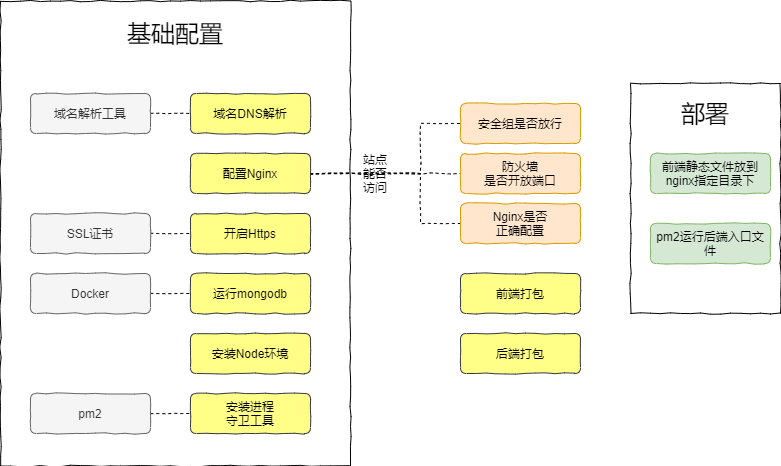 基础配置
域名解析工具
域名DNS解析
配置Nginx
SSL证书
开启Https
Docker
运行mongodb
安装Node环境
pm2
安装进程
守卫工具
站点
能否
访问
安全组是否放行
防火墙
是否开放端口
Nginx是否
正确配置
前端打包
后端打包
部署
前端静态文件放到
nginx指定目录下
pm2运行后端入口文
件